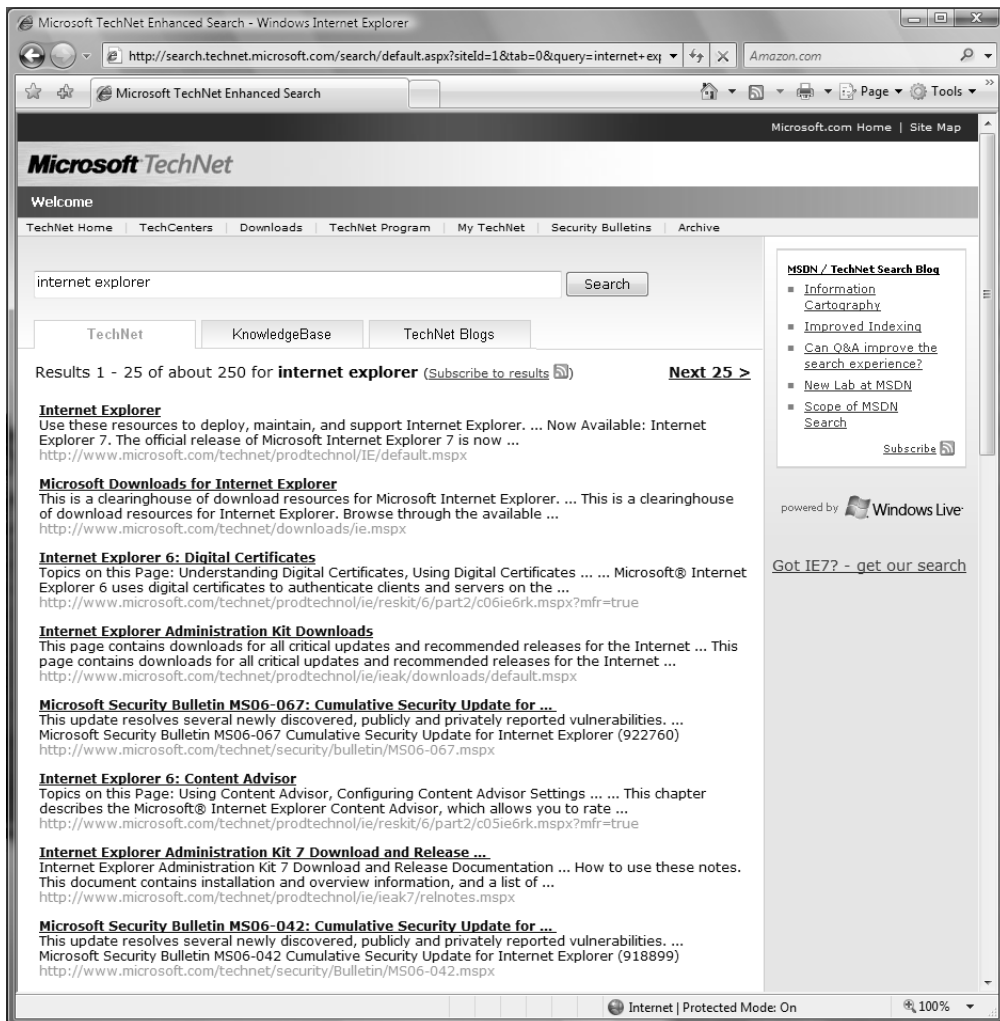 Microsoft TechNet Enhanced Search - Windows Internet Explorer
http://search.technet.microsoft.com/search/default.aspx?siteId=1&tab=0&query=internet+exp
Amazon.com
Microsoft TechNet Enhanced Search
Page
Tools
Microsoft.com Home | Site Map
Microsoft TechNet
Welcome
TechNet Home | TechCenters | Downloads | TechNet Program | My TechNet | Security Bulletins | Archive
internet explorer
Search
TechNet
KnowledgeBase
TechNet Blogs
Results 1 - 25 of about 250 for internet explorer (Subscribe to results)
Next 25 >
Internet Explorer
Use these resources to deploy, maintain, and support Internet Explorer. ... Now Available: Internet
Explorer 7. The official release of Microsoft Internet Explorer 7 is now ...
http://www.microsoft.com/technet/prodtechnol/IE/default.mspx
Microsoft Downloads for Internet Explorer
This is a clearinghouse of download resources for Microsoft Internet Explorer. ... This is a clearinghouse
of download resources for Internet Explorer. Browse through the available ...
http://www.microsoft.com/technet/downloads/ie.mspx
Internet Explorer 6: Digital Certificates
Topics on this Page: Understanding Digital Certificates, Using Digital Certificates ... ... Microsoft® Internet
Explorer 6 uses digital certificates to authenticate clients and servers on the ...
http://www.microsoft.com/technet/prodtechnol/ie/reskit/6/part2/c06ie6rk.mspx?mfr=true
Internet Explorer Administration Kit Downloads
This page contains downloads for all critical updates and recommended releases for the Internet ... This
page contains downloads for all critical updates and recommended releases for the Internet ...
http://www.microsoft.com/technet/prodtechnol/ie/ieak/downloads/default.mspx
Microsoft Security Bulletin MS06-067: Cumulative Security Update for ...
This update resolves several newly discovered, publicly and privately reported vulnerabilities. ...
Microsoft Security Bulletin MS06-067 Cumulative Security Update for Internet Explorer (922760)
http://www.microsoft.com/technet/security/bulletin/MS06-067.mspx
Internet Explorer 6: Content Advisor
Topics on this Page: Using Content Advisor, Configuring Content Advisor Settings ... ... This chapter
describes the Microsoft® Internet Explorer Content Advisor, which allows you to rate ...
http://www.microsoft.com/technet/prodtechnol/ie/reskit/6/part2/c05ie6rk.mspx?mfr=true
Internet Explorer Administration Kit 7 Download and Release ...
Internet Explorer Administration Kit 7 Download and Release Documentation ... How to use these notes.
This document contains installation and overview information, and a list of ...
http://www.microsoft.com/technet/prodtechnol/ie/ieak7/relnotes.mspx
Microsoft Security Bulletin MS06-042: Cumulative Security Update for ...
This update resolves several newly discovered, publicly and privately reported vulnerabilities. ...
Microsoft Security Bulletin MS06-042 Cumulative Security Update for Internet Explorer (918899)
http://www.microsoft.com/technet/security/Bulletin/MS06-042.mspx
MSDN / TechNet Search Blog
Information
Cartography
Improved Indexing
Can Q&A improve the
search experience?
New Lab at MSDN
Scope of MSDN
Search
Subscribe
powered by Windows Live
Got IE7? - get our search
Internet | Protected Mode: On
100%